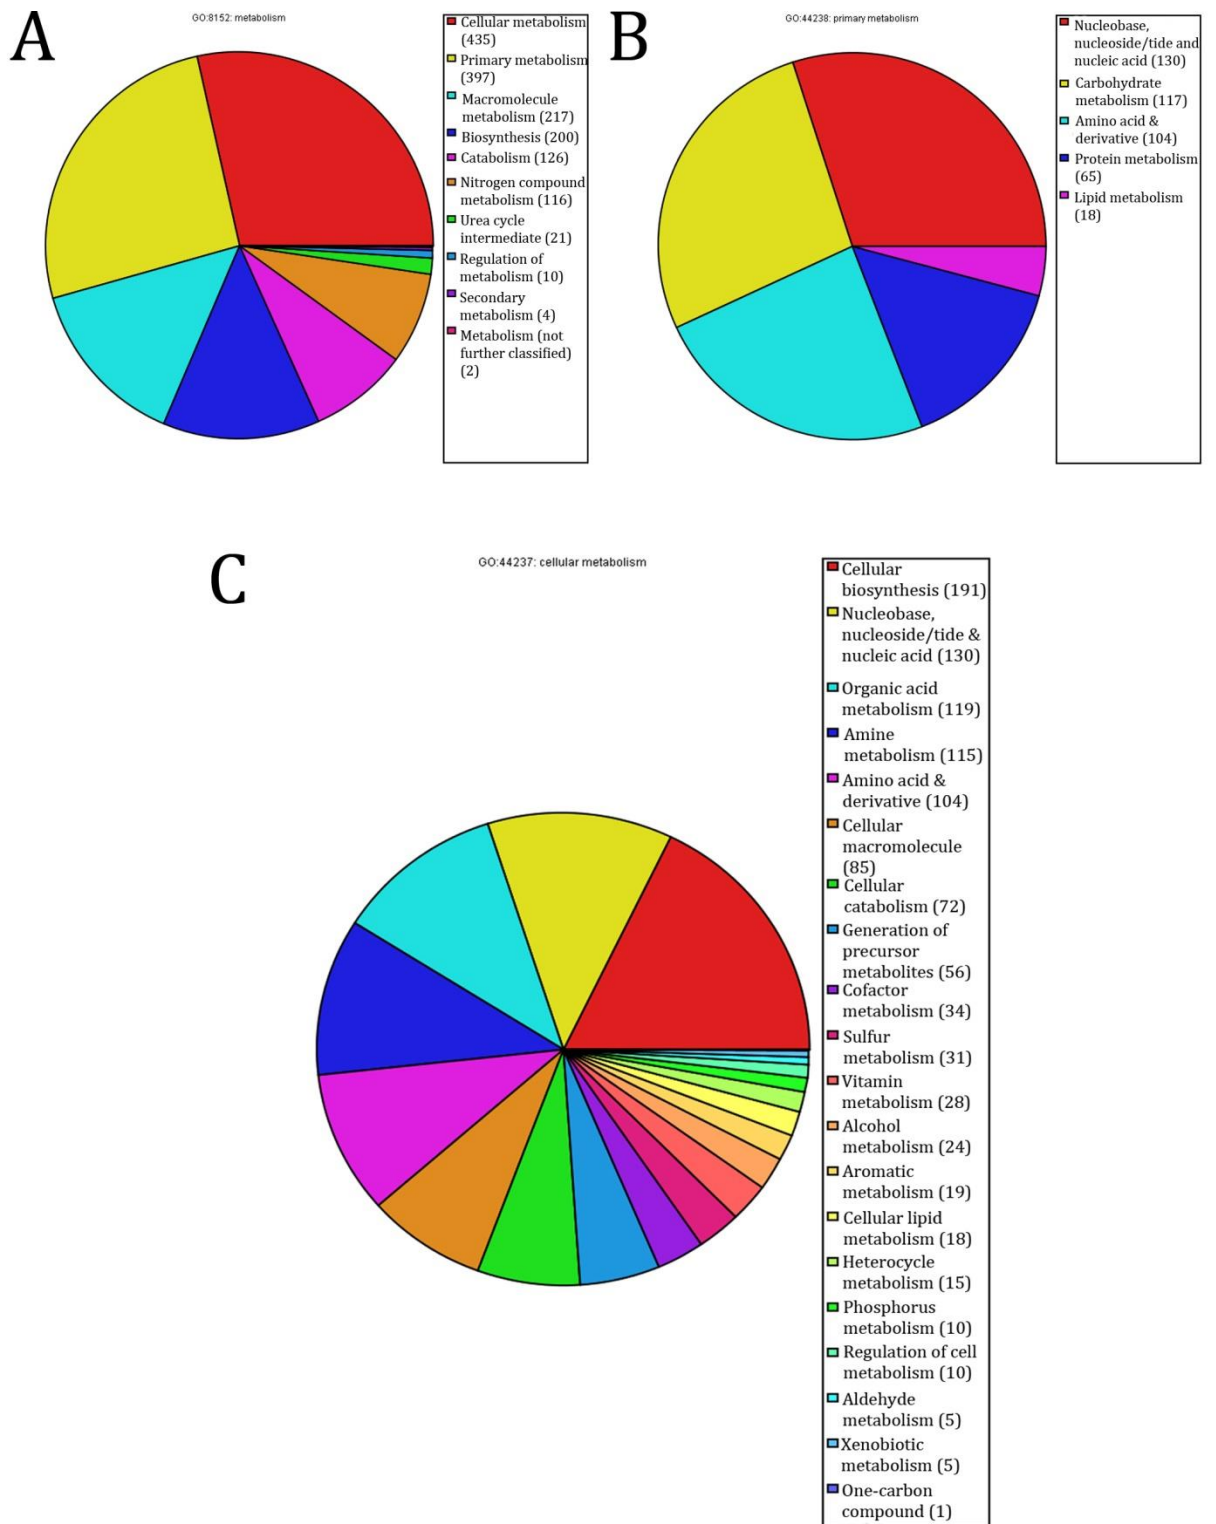 A
GO:8152: metabolism
Cellular metabolism
(435)
Primary metabolism
(397)
Macromolecule
metabolism (217)
Biosynthesis (200)
Catabolism (126)
Nitrogen compound
metabolism (116)
Urea cycle
intermediate (21)
Regulation of
metabolism (10)
Secondary
metabolism (4)
Metabolism (not
further classified)
(2)
B
GO:44238: primary metabolism
Nucleobase,
nucleoside/tide and
nucleic acid (130)
Carbohydrate
metabolism (117)
Amino acid &
derivative (104)
Protein metabolism
(65)
Lipid metabolism
(18)
C
GO:44237: cellular metabolism
Cellular
biosynthesis (191)
Nucleobase,
nucleoside/tide &
nucleic acid (130)
Organic acid
metabolism (119)
Amine
metabolism (115)
Amino acid &
derivative (104)
Cellular
macromolecule
(85)
Cellular
catabolism (72)
Generation of
precursor
metabolites (56)
Cofactor
metabolism (34)
Sulfur
metabolism (31)
Vitamin
metabolism (28)
Alcohol
metabolism (24)
Aromatic
metabolism (19)
Cellular lipid
metabolism (18)
Heterocycle
metabolism (15)
Phosphorus
metabolism (10)
Regulation of cell
metabolism (10)
Aldehyde
metabolism (5)
Xenobiotic
metabolism (5)
One-carbon
compound (1)